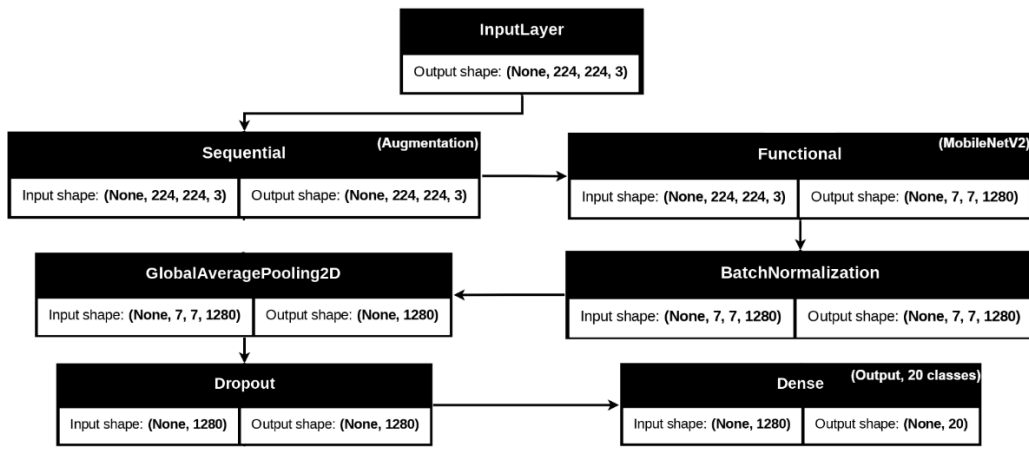 InputLayer
Output shape: (None, 224, 224, 3)
Sequential (Augmentation)
Input shape: (None, 224, 224, 3) Output shape: (None, 224, 224, 3)
Functional (MobileNetV2)
Input shape: (None, 224, 224, 3) Output shape: (None, 7, 7, 1280)
BatchNormalization
Input shape: (None, 7, 7, 1280) Output shape: (None, 7, 7, 1280)
GlobalAveragePooling2D
Input shape: (None, 7, 7, 1280) Output shape: (None, 1280)
Dropout
Input shape: (None, 1280) Output shape: (None, 1280)
Dense (Output, 20 classes)
Input shape: (None, 1280) Output shape: (None, 20)